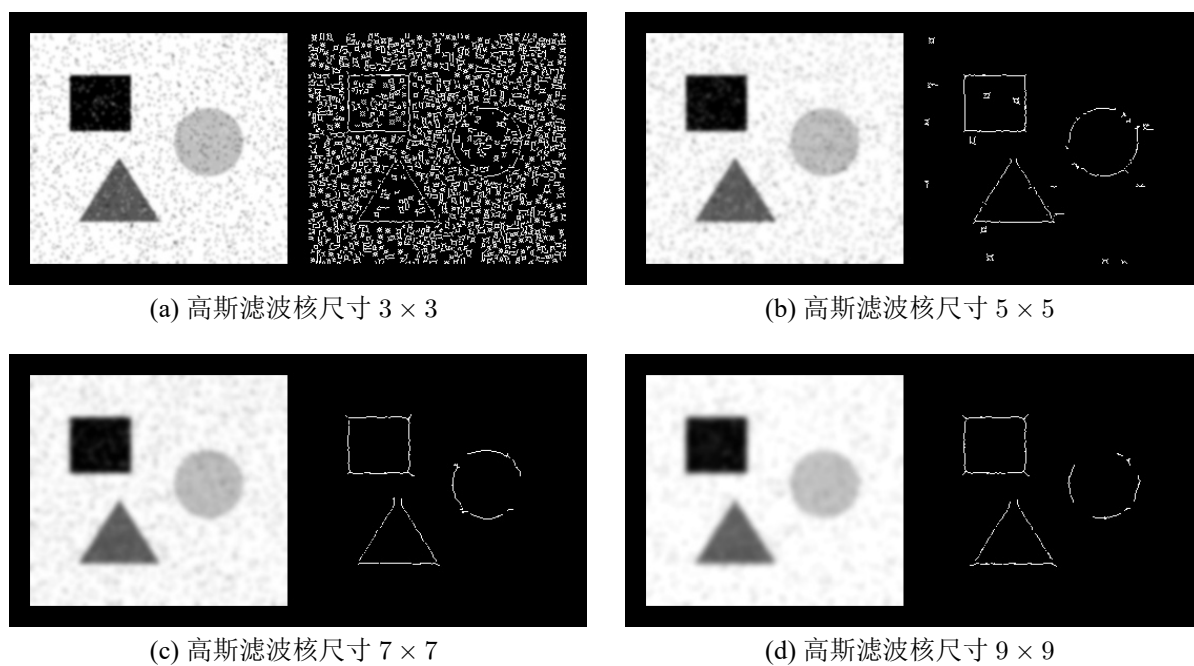 (a) 高斯滤波核尺寸 3 × 3
(b) 高斯滤波核尺寸 5 × 5
(c) 高斯滤波核尺寸 7 × 7
(d) 高斯滤波核尺寸 9 × 9